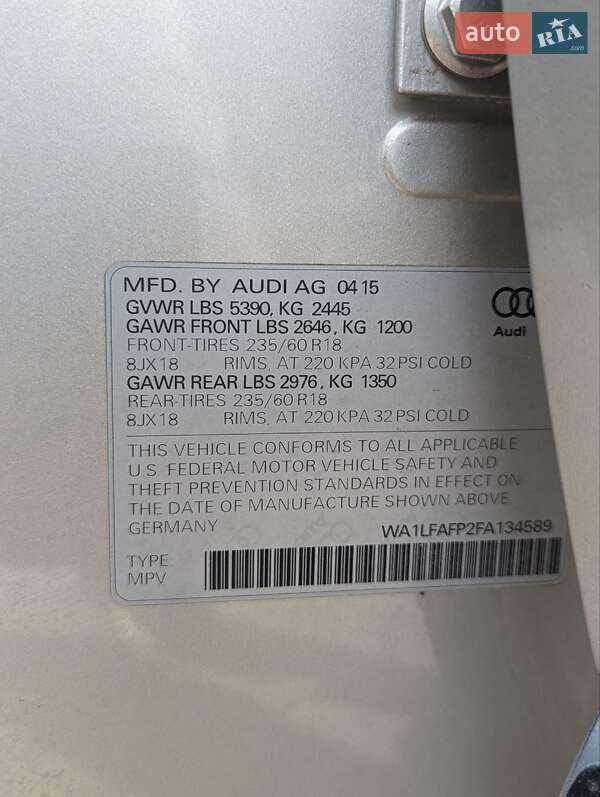 auto RIA.com
MFD. BY AUDI AG 04 15
GVWR LBS 5390, KG 2445
GAWR FRONT LBS 2646, KG 1200
FRONT-TIRES 235/60 R18
8JX18 RIMS, AT 220 KPA 32 PSI COLD
GAWR REAR LBS 2976, KG 1350
REAR-TIRES 235/60 R18
8JX18 RIMS, AT 220 KPA 32 PSI COLD
Audi
THIS VEHICLE CONFORMS TO ALL APPLICABLE
U.S. FEDERAL MOTOR VEHICLE SAFETY AND
THEFT PREVENTION STANDARDS IN EFFECT ON
THE DATE OF MANUFACTURE SHOWN ABOVE
GERMANY
WA1LFAFP2FA134589
TYPE:
MPV